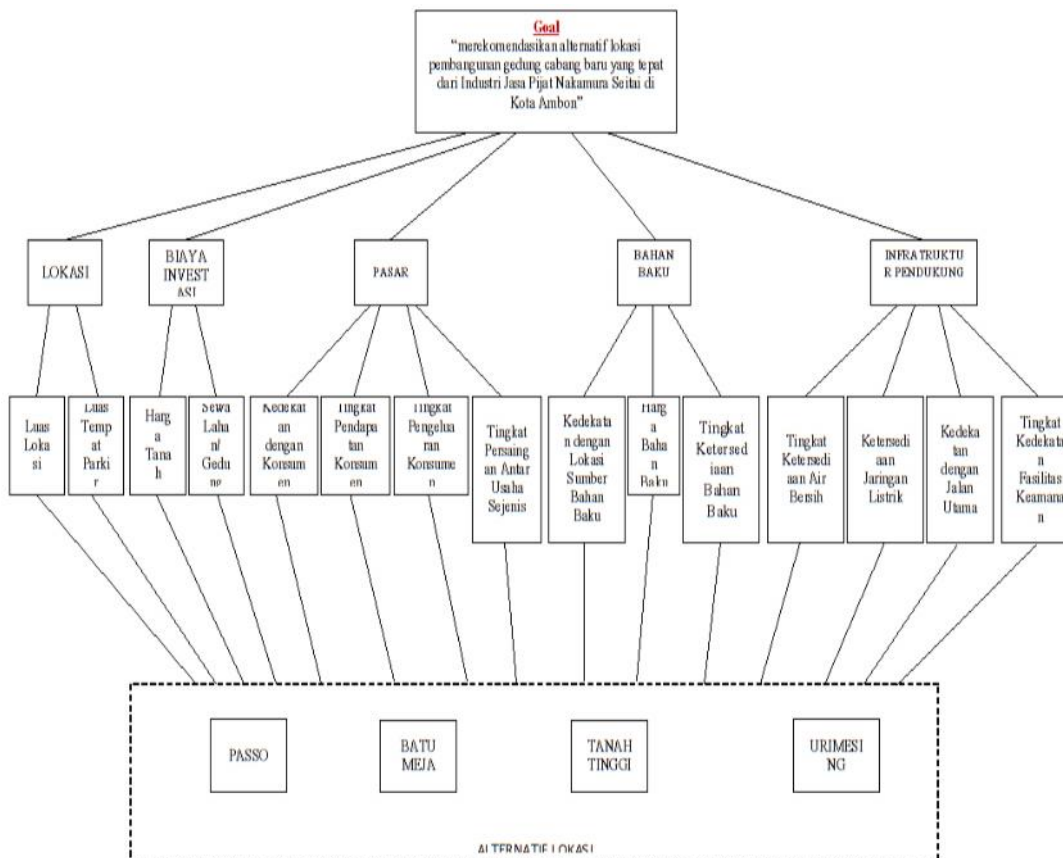 Goal
“merekomendasikan alternatif lokasi
pembangunan gedung cabang baru yang tepat
dari Industri Jasa Pijat Nakamura Seitai di
Kota Ambon”
LOKASI
BIAYA
INVEST
ASI
PASAR
BAHAN
BAKU
INFRATRUKTU
R PENDUKUNG
Luas
Loka
si
Luas
Temp
at
Parki
r
Harg
a
Tana
h
Sewa
Lahan/
Gedu
ng
Kedekat
an
dengan
Konsum
en
Tingkat
Pendapa
tan
Konsum
en
Tingkat
Pengelua
ran
Konsume
n
Tingkat
Persaing
an Antar
Usaha
Sejenis
Kedekata
n dengan
Lokasi
Sumber
Bahan
Baku
Harg
a
Baha
n
Baku
Tingkat
Ketersed
iaan
Bahan
Baku
Tingkat
Ketersedi
aan Air
Bersih
Ketersedi
aan
Jaringan
Listrik
Kedeka
tan
dengan
Jalan
Utama
Tingkat
Kedekata
n
Fasilitas
Keamana
n
PASSO
BATU
MEJA
TANAH
TINGGI
URIMESI
NG
ALTERNATIF LOKASI